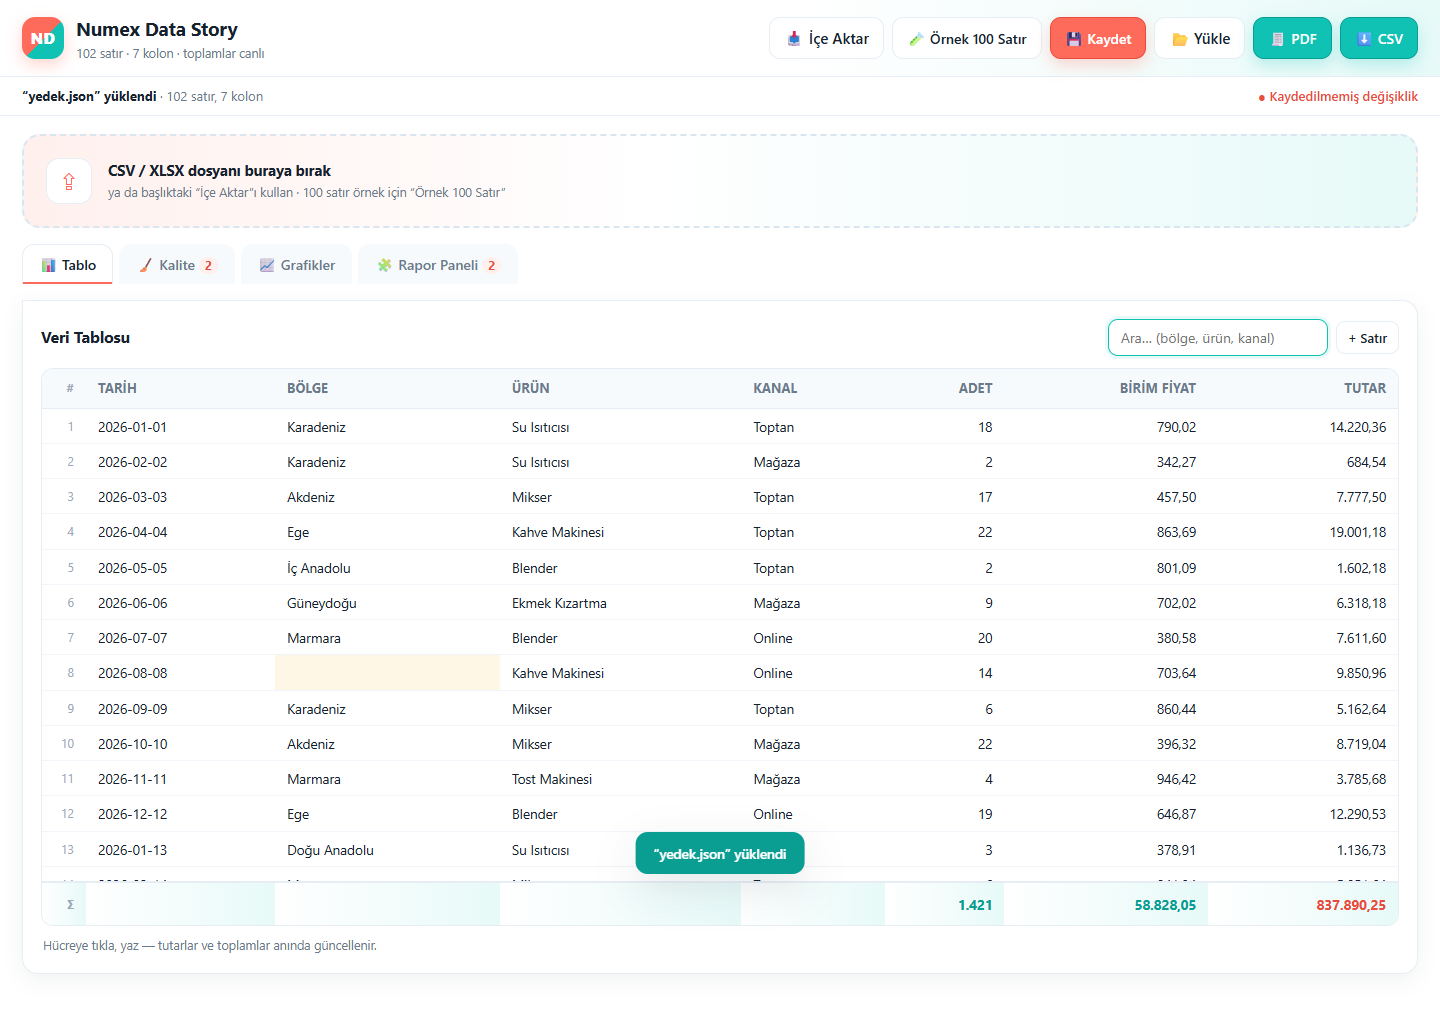 ND
Numex Data Story
102 satır · 7 kolon · toplamlar canlı
İçe Aktar
Örnek 100 Satır
Kaydet
Yükle
PDF
CSV
“yedek.json” yüklendi · 102 satır, 7 kolon
● Kaydedilmemiş değişiklik
CSV / XLSX dosyanı buraya bırak
ya da başlıktaki “İçe Aktar”ı kullan · 100 satır örnek için “Örnek 100 Satır”
Tablo
Kalite 2
Grafikler
Rapor Paneli 2
Veri Tablosu
Ara... (bölge, ürün, kanal)
+ Satır
# TARİH BÖLGE ÜRÜN KANAL ADET BİRİM FİYAT TUTAR
1 2026-01-01 Karadeniz Su Isıtıcısı Toptan 18 790,02 14.220,36
2 2026-02-02 Karadeniz Su Isıtıcısı Mağaza 2 342,27 684,54
3 2026-03-03 Akdeniz Mikser Toptan 17 457,50 7.777,50
4 2026-04-04 Ege Kahve Makinesi Toptan 22 863,69 19.001,18
5 2026-05-05 İç Anadolu Blender Toptan 2 801,09 1.602,18
6 2026-06-06 Güneydoğu Ekmek Kızartma Mağaza 9 702,02 6.318,18
7 2026-07-07 Marmara Blender Online 20 380,58 7.611,60
8 2026-08-08 Kahve Makinesi Online 14 703,64 9.850,96
9 2026-09-09 Karadeniz Mikser Toptan 6 860,44 5.162,64
10 2026-10-10 Akdeniz Mikser Mağaza 22 396,32 8.719,04
11 2026-11-11 Marmara Tost Makinesi Mağaza 4 946,42 3.785,68
12 2026-12-12 Ege Blender Online 19 646,87 12.290,53
13 2026-01-13 Doğu Anadolu Su Isıtıcısı 3 378,91 1.136,73
“yedek.json” yüklendi
Σ 1.421 58.828,05 837.890,25
Hücreye tıkla, yaz — tutarlar ve toplamlar anında güncellenir.